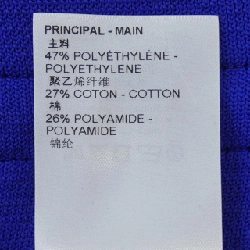 PRINCIPAL - MAIN
主料
47% POLYÉTHYLÈNE -
POLYETHYLENE
聚乙烯纤维
27% COTON - COTTON
棉
26% POLYAMIDE -
POLYAMIDE
锦纶